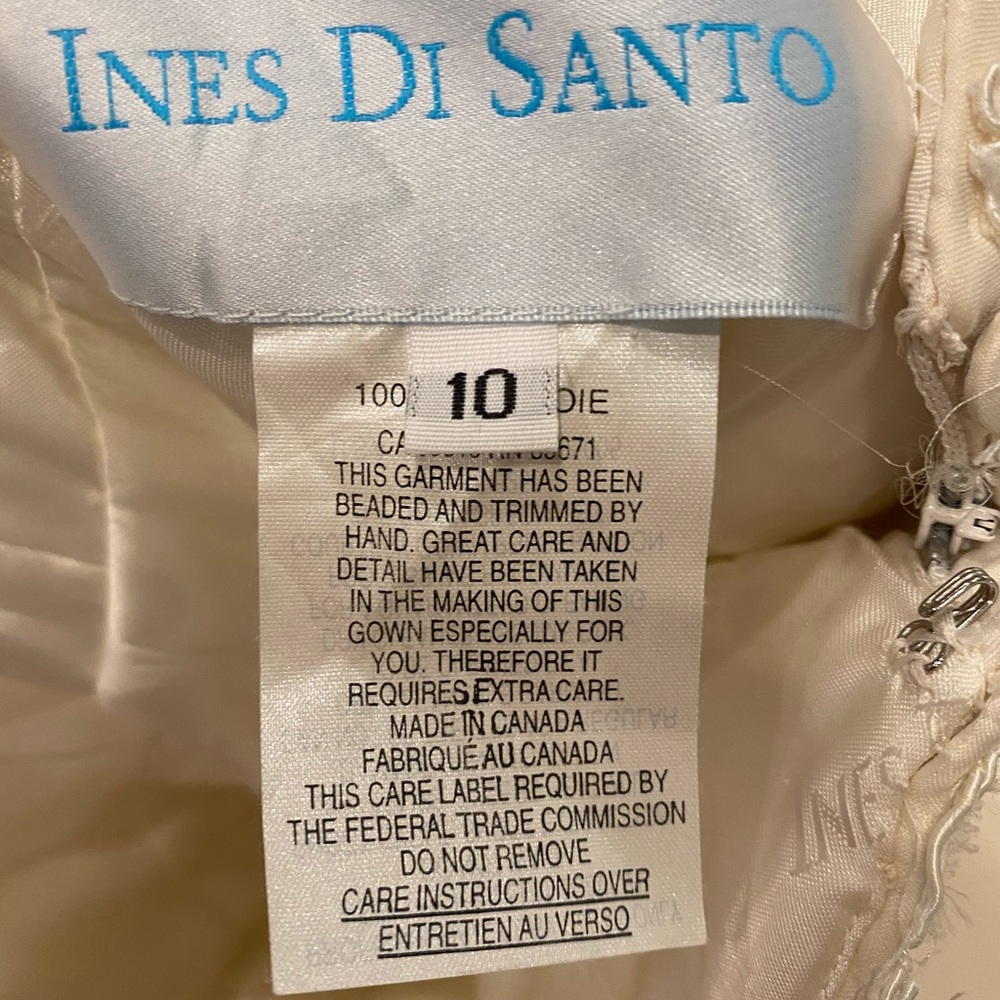 INES DI SANTO
10
THIS GARMENT HAS BEEN
BEADED AND TRIMMED BY
HAND. GREAT CARE AND
DETAIL HAVE BEEN TAKEN
IN THE MAKING OF THIS
GOWN ESPECIALLY FOR
YOU. THEREFORE IT
REQUIRES EXTRA CARE.
MADE IN CANADA
FABRIQUÉ AU CANADA
THIS CARE LABEL REQUIRED BY
THE FEDERAL TRADE COMMISSION
DO NOT REMOVE
CARE INSTRUCTIONS OVER
ENTRETIEN AU VERSO
INES